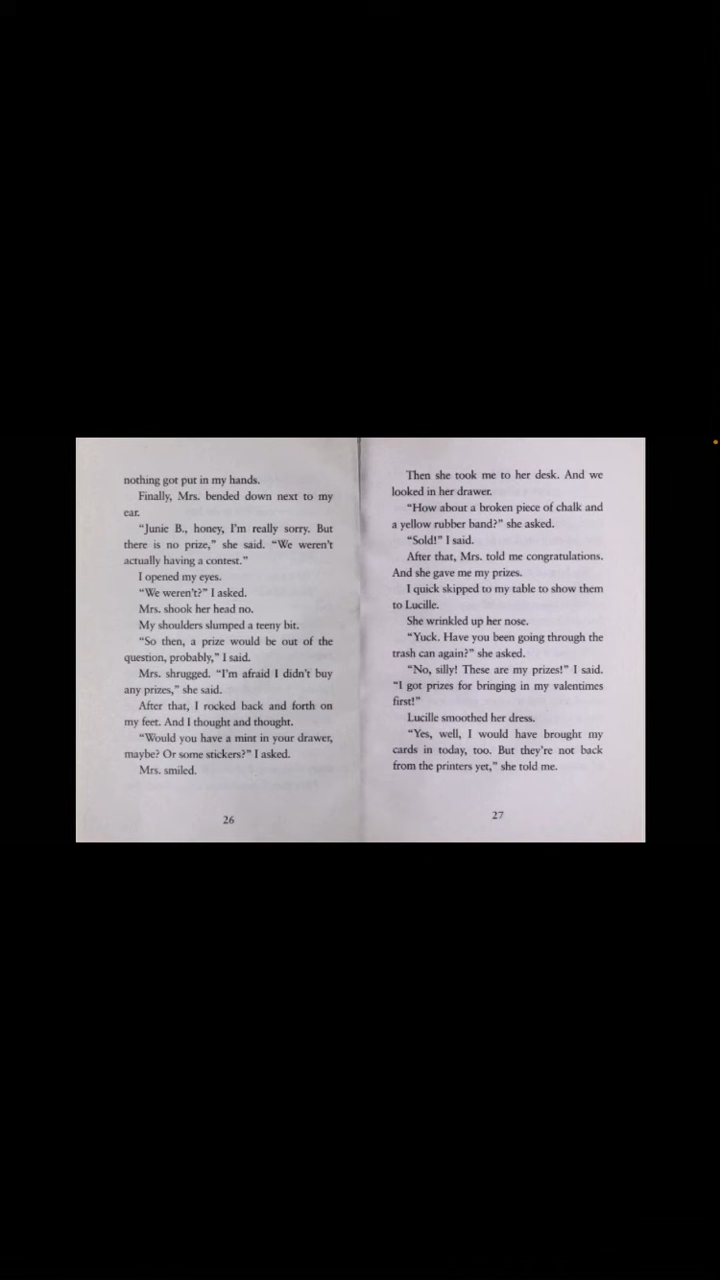 nothing got put in my hands.
Finally, Mrs. bended down next to my
ear.
“Junie B., honey, I’m really sorry. But
there is no prize,” she said. “We weren’t
actually having a contest.”
I opened my eyes.
“We weren’t?” I asked.
Mrs. shook her head no.
My shoulders slumped a teeny bit.
“So then, a prize would be out of the
question, probably,” I said.
Mrs. shrugged. “I’m afraid I didn’t buy
any prizes,” she said.
After that, I rocked back and forth on
my feet. And I thought and thought.
“Would you have a mint in your drawer,
maybe? Or some stickers?” I asked.
Mrs. smiled.
26
Then she took me to her desk. And we
looked in her drawer.
“How about a broken piece of chalk and
a yellow rubber band?” she asked.
“Sold!” I said.
After that, Mrs. told me congratulations.
And she gave me my prizes.
I quick skipped to my table to show them
to Lucille.
She wrinkled up her nose.
“Yuck. Have you been going through the
trash can again?” she asked.
“No, silly! These are my prizes!” I said.
“I got prizes for bringing in my valentimes
first!”
Lucille smoothed her dress.
“Yes, well, I would have brought my
cards in today, too. But they’re not back
from the printers yet,” she told me.
27